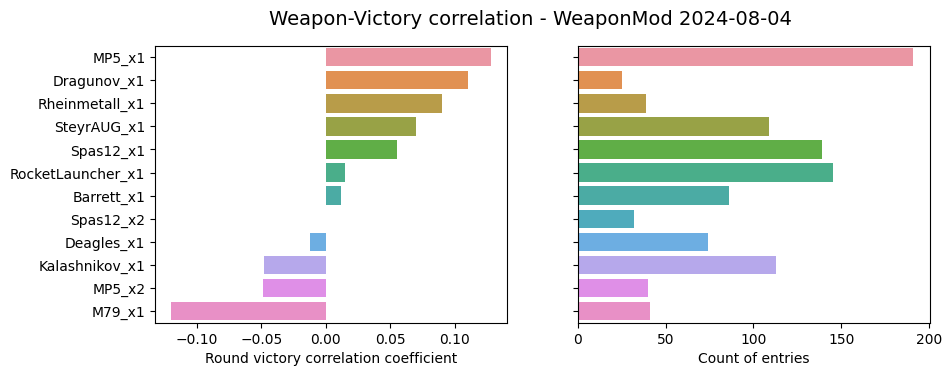 Weapon-Victory correlation - WeaponMod 2024-08-04
MP5_x1
Dragunov_x1
Rheinmetall_x1
SteyrAUG_x1
Spas12_x1
RocketLauncher_x1
Barrett_x1
Spas12_x2
Deagles_x1
Kalashnikov_x1
MP5_x2
M79_x1
−0.10 −0.05 0.00 0.05 0.10
Round victory correlation coefficient
0 50 100 150 200
Count of entries